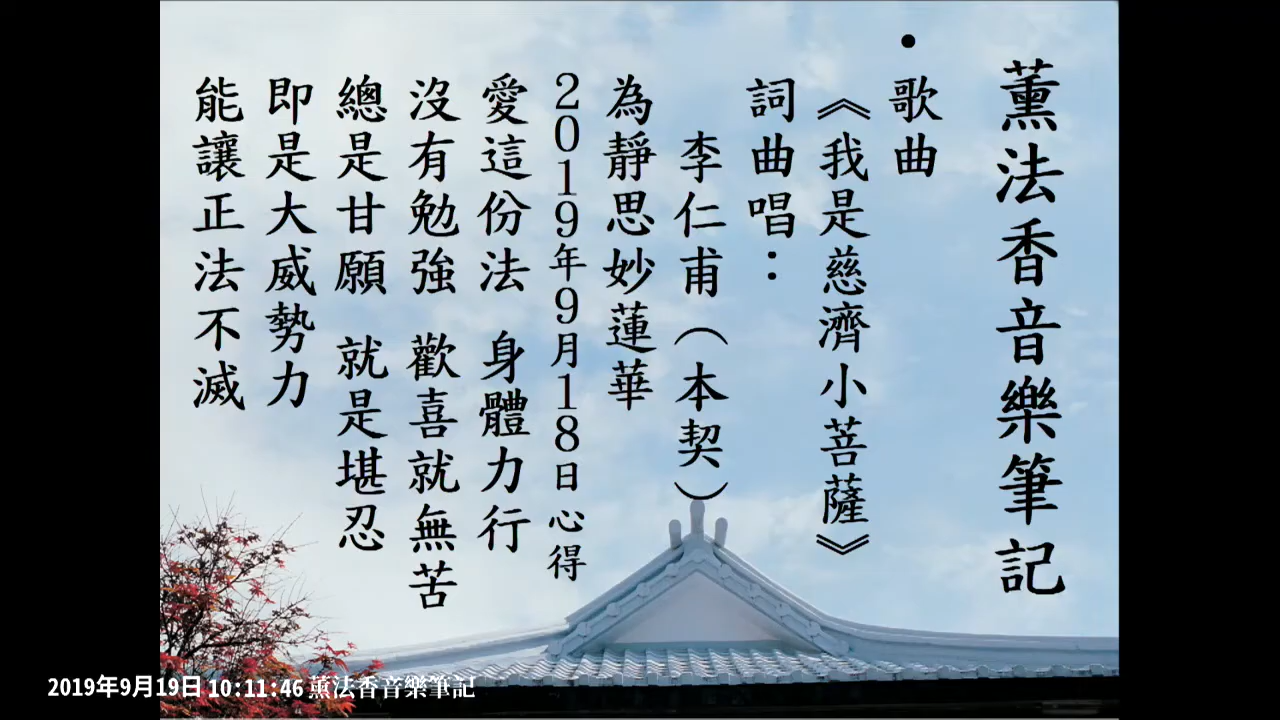 薰法香音樂筆記
•歌曲
《我是慈濟小菩薩》
詞曲唱：
李仁甫（本契）
為靜思妙蓮華
2019年9月18日心得
愛這份法 身體力行
沒有勉強 歡喜就無苦
總是甘願 就是堪忍
即是大威勢力
能讓正法不滅
2019年9月19日 10:11:46 薰法香音樂筆記